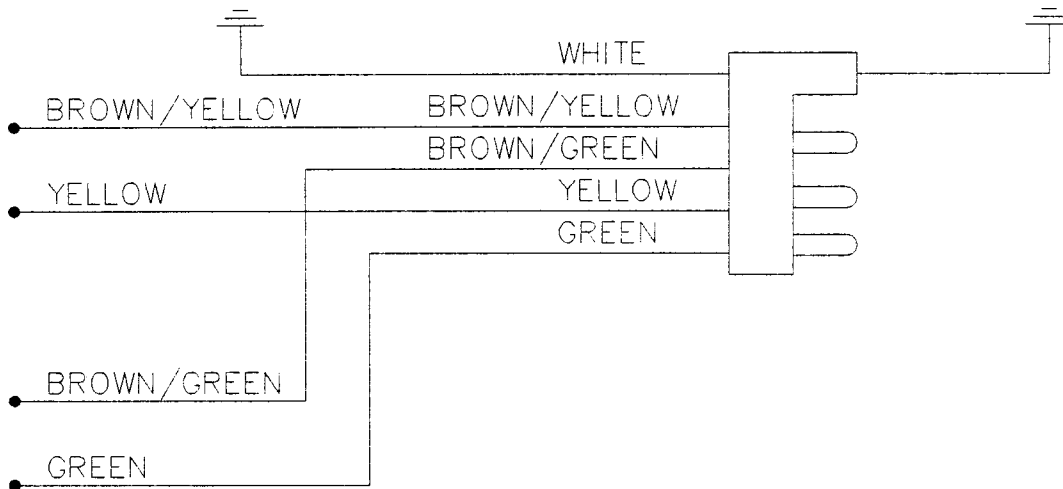 WHITE
BROWN/YELLOW BROWN/YELLOW
BROWN/GREEN
YELLOW YELLOW
GREEN
BROWN/GREEN
GREEN